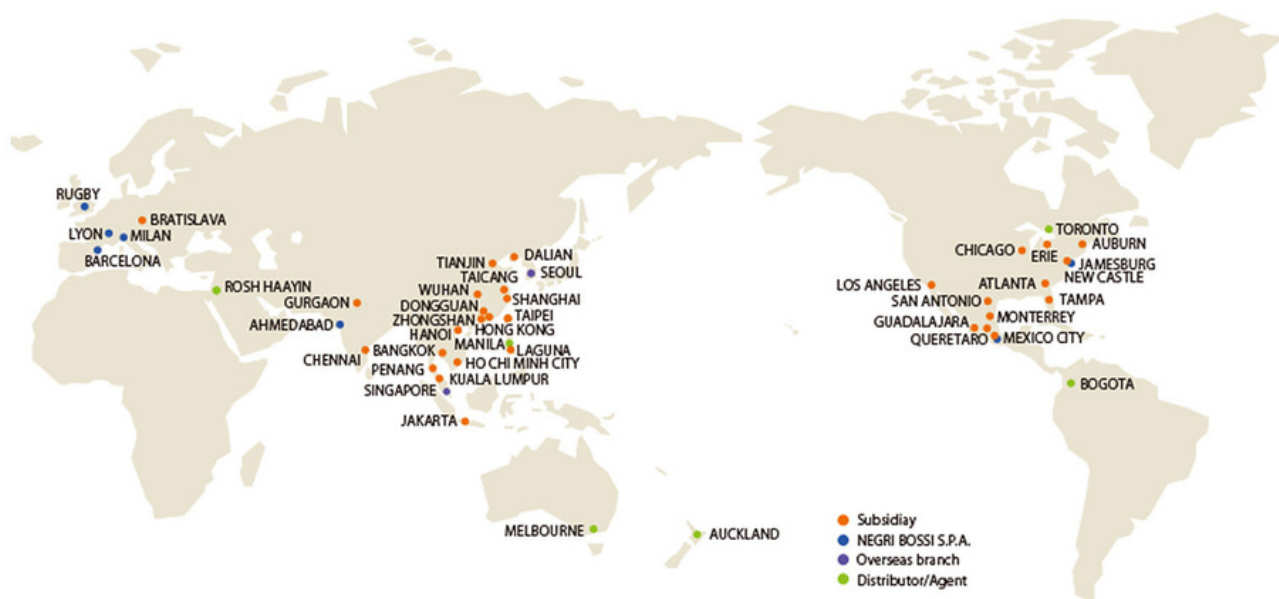 RUGBY
BRATISLAVA
LYON
MILAN
BARCELONA
ROSH HAAYIN
GURGAON
AHMEDABAD
CHENNAI
TIANJIN
DALIAN
TAICANG
SEOUL
WUHAN
SHANGHAI
DONGGUAN
TAIPEI
ZHONGSHAN
HONG KONG
HANOI
MANILA
LAGUNA
BANGKOK
HO CHI MINH CITY
PENANG
KUALA LUMPUR
SINGAPORE
JAKARTA
MELBOURNE
AUCKLAND
TORONTO
CHICAGO
ERIE
AUBURN
JAMESBURG
NEW CASTLE
LOS ANGELES
ATLANTA
SAN ANTONIO
TAMPA
MONTERREY
GUADALAJARA
QUERETARO
MEXICO CITY
BOGOTA
Subsidiay
NEGRI BOSSI S.P.A.
Overseas branch
Distributor/Agent